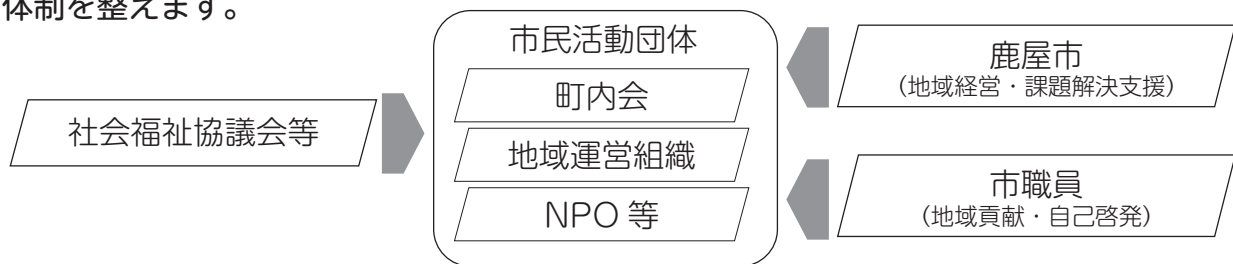 体制を整えます。
社会福祉協議会等
市民活動団体
町内会
地域運営組織
NPO 等
鹿屋市
（地域経営・課題解決支援）
市職員
（地域貢献・自己啓発）